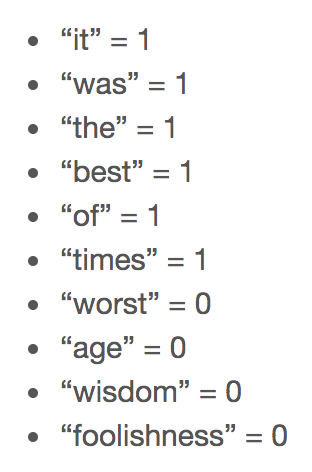 • “it” = 1
• “was” = 1
• “the” = 1
• “best” = 1
• “of” = 1
• “times” = 1
• “worst” = 0
• “age” = 0
• “wisdom” = 0
• “foolishness” = 0